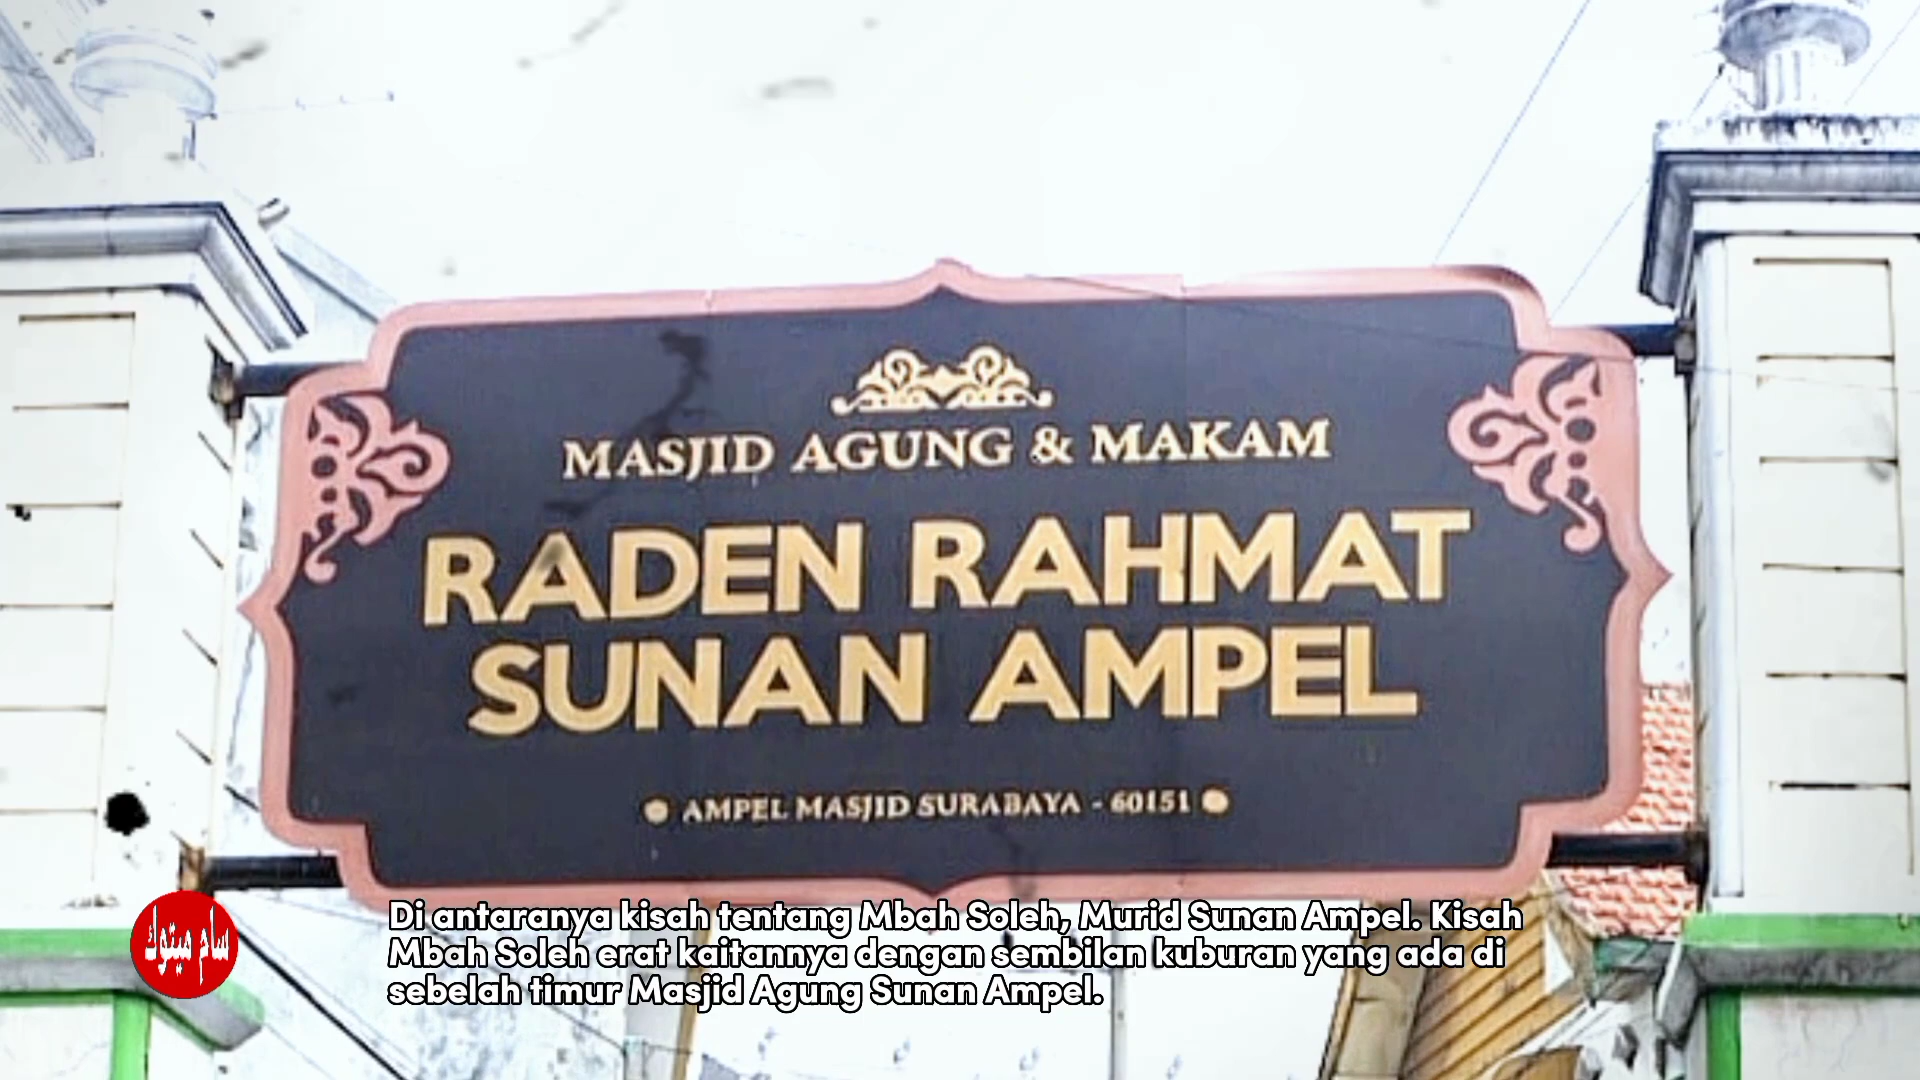 MASJID AGUNG & MAKAM
RADEN RAHMAT
SUNAN AMPEL
AMPEL MASJID SURABAYA - 60151
سام ميتوك
Di antaranya kisah tentang Mbah Soleh, Murid Sunan Ampel. Kisah
Mbah Soleh erat kaitannya dengan sembilan kuburan yang ada di
sebelah timur Masjid Agung Sunan Ampel.